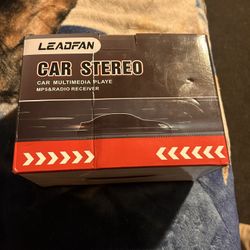 LEADFAN
CAR STEREO
CAR MULTIMEDIA PLAYE
MP5&RADIO RECEIVER